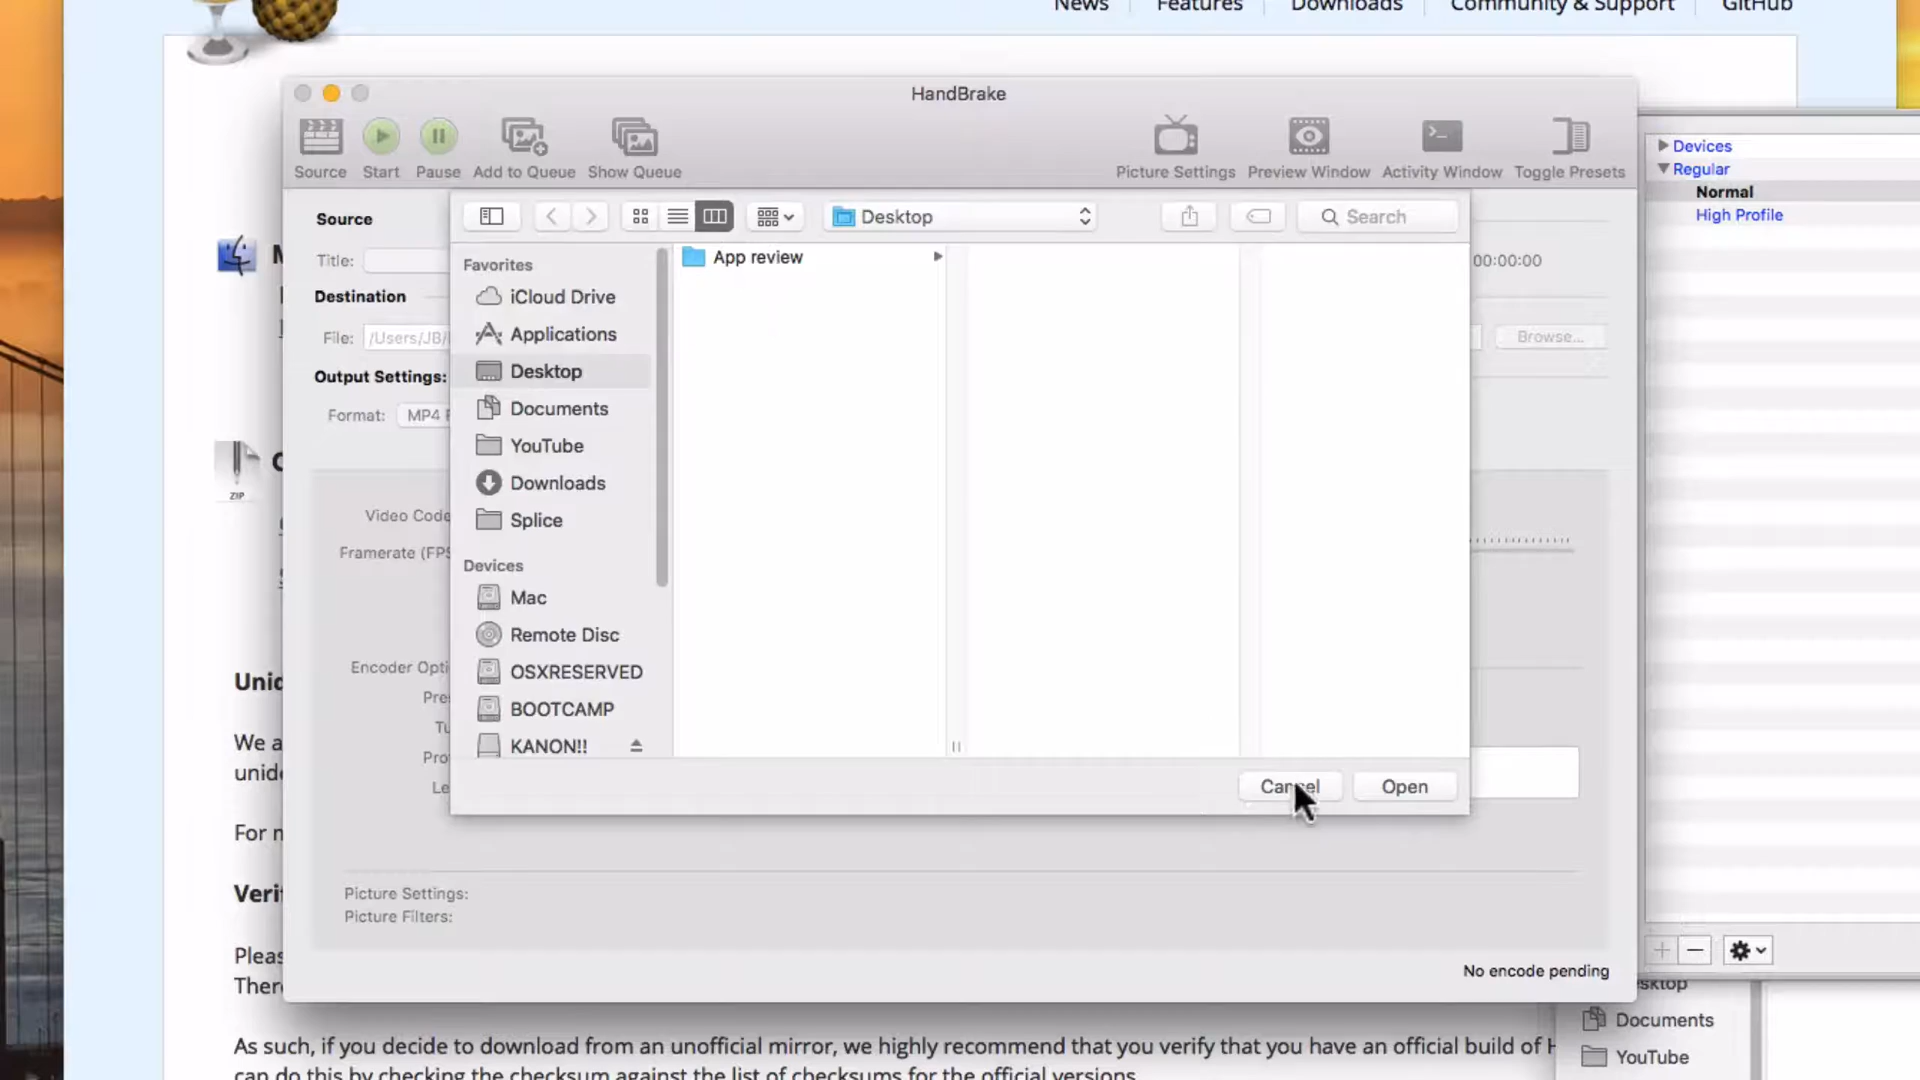 News
Features
Downloads
Community & Support
GitHub
HandBrake
Source
Start
Pause
Add to Queue
Show Queue
Picture Settings
Preview Window
Activity Window
Toggle Presets
Devices
Regular
Normal
High Profile
Source
Title:
00:00:00
Destination
File: /Users/JB/
Browse...
Output Settings:
Format: MP4 F
Desktop
Search
Favorites
iCloud Drive
Applications
Desktop
Documents
YouTube
Downloads
Splice
Devices
Mac
Remote Disc
OSXRESERVED
BOOTCAMP
KANON!!
App review
Cancel
Open
ZIP
Video Code
Framerate (FPS
Encoder Opti
Pre
Tu
Pro
Le
Picture Settings:
Picture Filters:
No encode pending
Unid
We a
unide
For m
Verif
Pleas
There
As such, if you decide to download from an unofficial mirror, we highly recommend that you verify that you have an official build of H
can do this by checking the checksum against the list of checksums for the official versions.
Desktop
Documents
YouTube